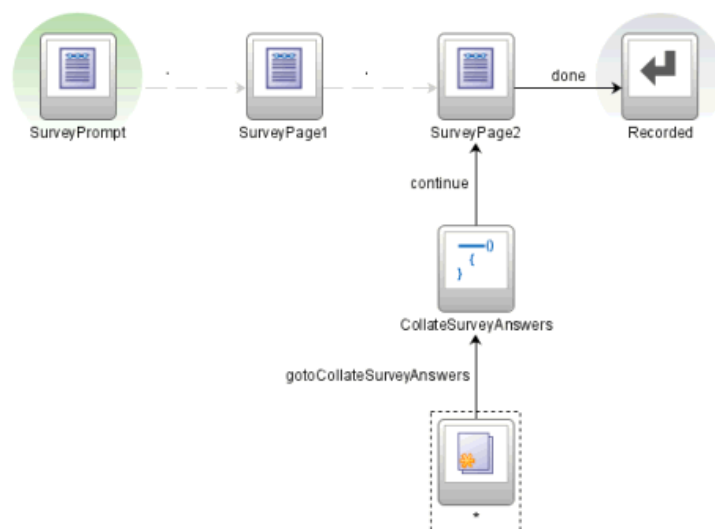 done
SurveyPrompt
SurveyPage1
SurveyPage2
Recorded
continue
()
{
}
CollateSurveyAnswers
gotoCollateSurveyAnswers
*